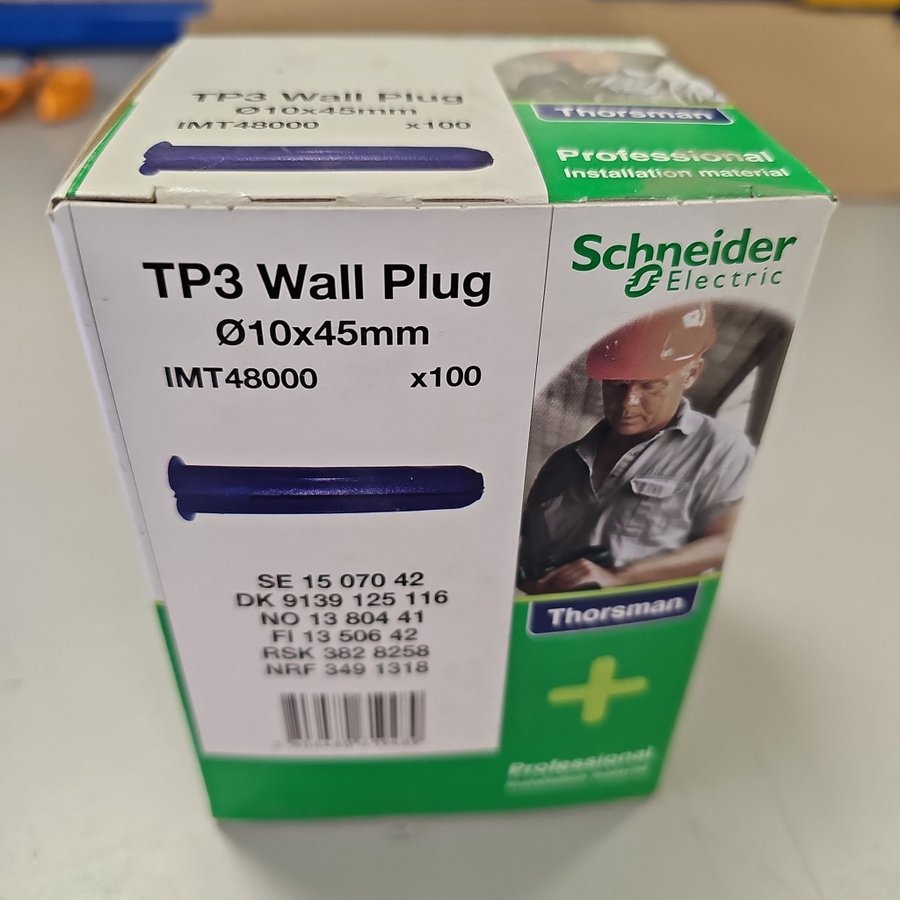 TP3 Wall Plug
Ø10x45mm
IMT48000 x100
Thorsman
Professional
Installation material
TP3 Wall Plug
Ø10x45mm
IMT48000 x100
SE 15 070 42
DK 9139 125 116
NO 13 804 41
FI 13 506 42
RSK 382 8258
NRF 349 1318
Schneider
Electric
Thorsman
Professional
Installation material